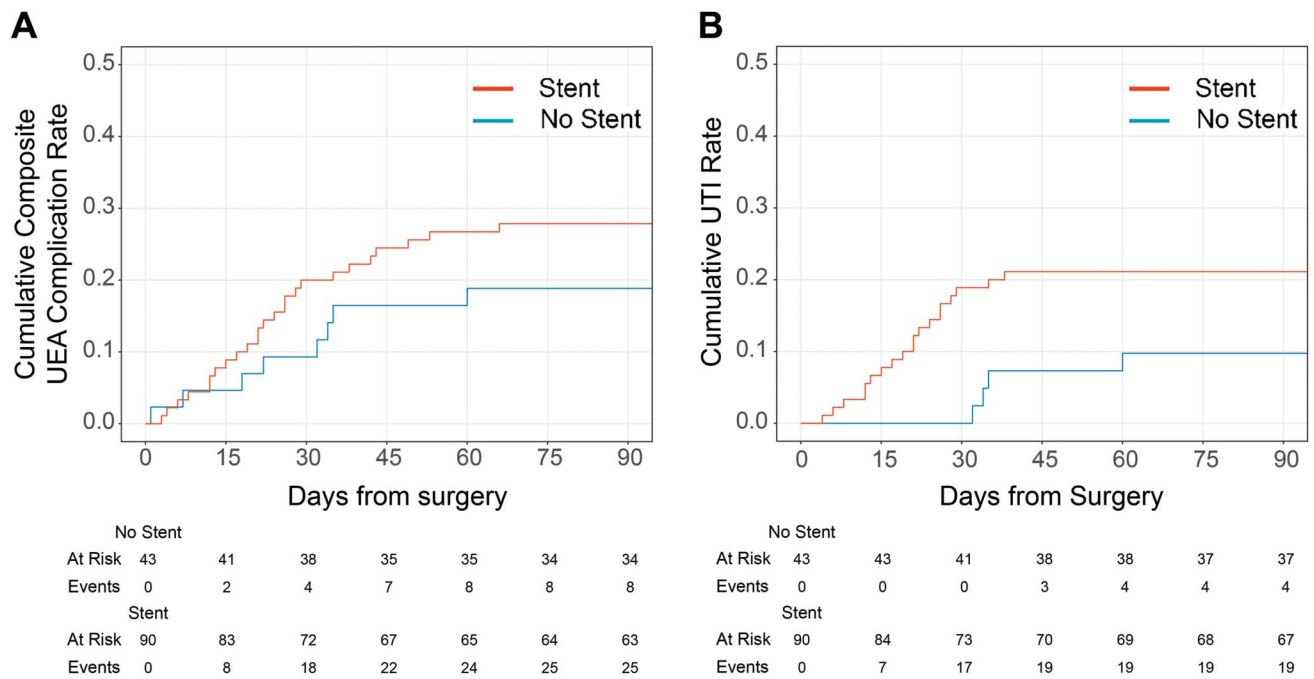 A
Cumulative Composite
UEA Complication Rate
0.5
0.4
0.3
0.2
0.1
0.0
Stent
No Stent
0 15 30 45 60 75 90
Days from surgery
No Stent
At Risk 43 41 38 35 35 34 34
Events 0 2 4 7 8 8 8
Stent
At Risk 90 83 72 67 65 64 63
Events 0 8 18 22 24 25 25
B
Cumulative UTI Rate
0.5
0.4
0.3
0.2
0.1
0.0
Stent
No Stent
0 15 30 45 60 75 90
Days from Surgery
No Stent
At Risk 43 43 41 38 38 37 37
Events 0 0 0 3 4 4 4
Stent
At Risk 90 84 73 70 69 68 67
Events 0 7 17 19 19 19 19